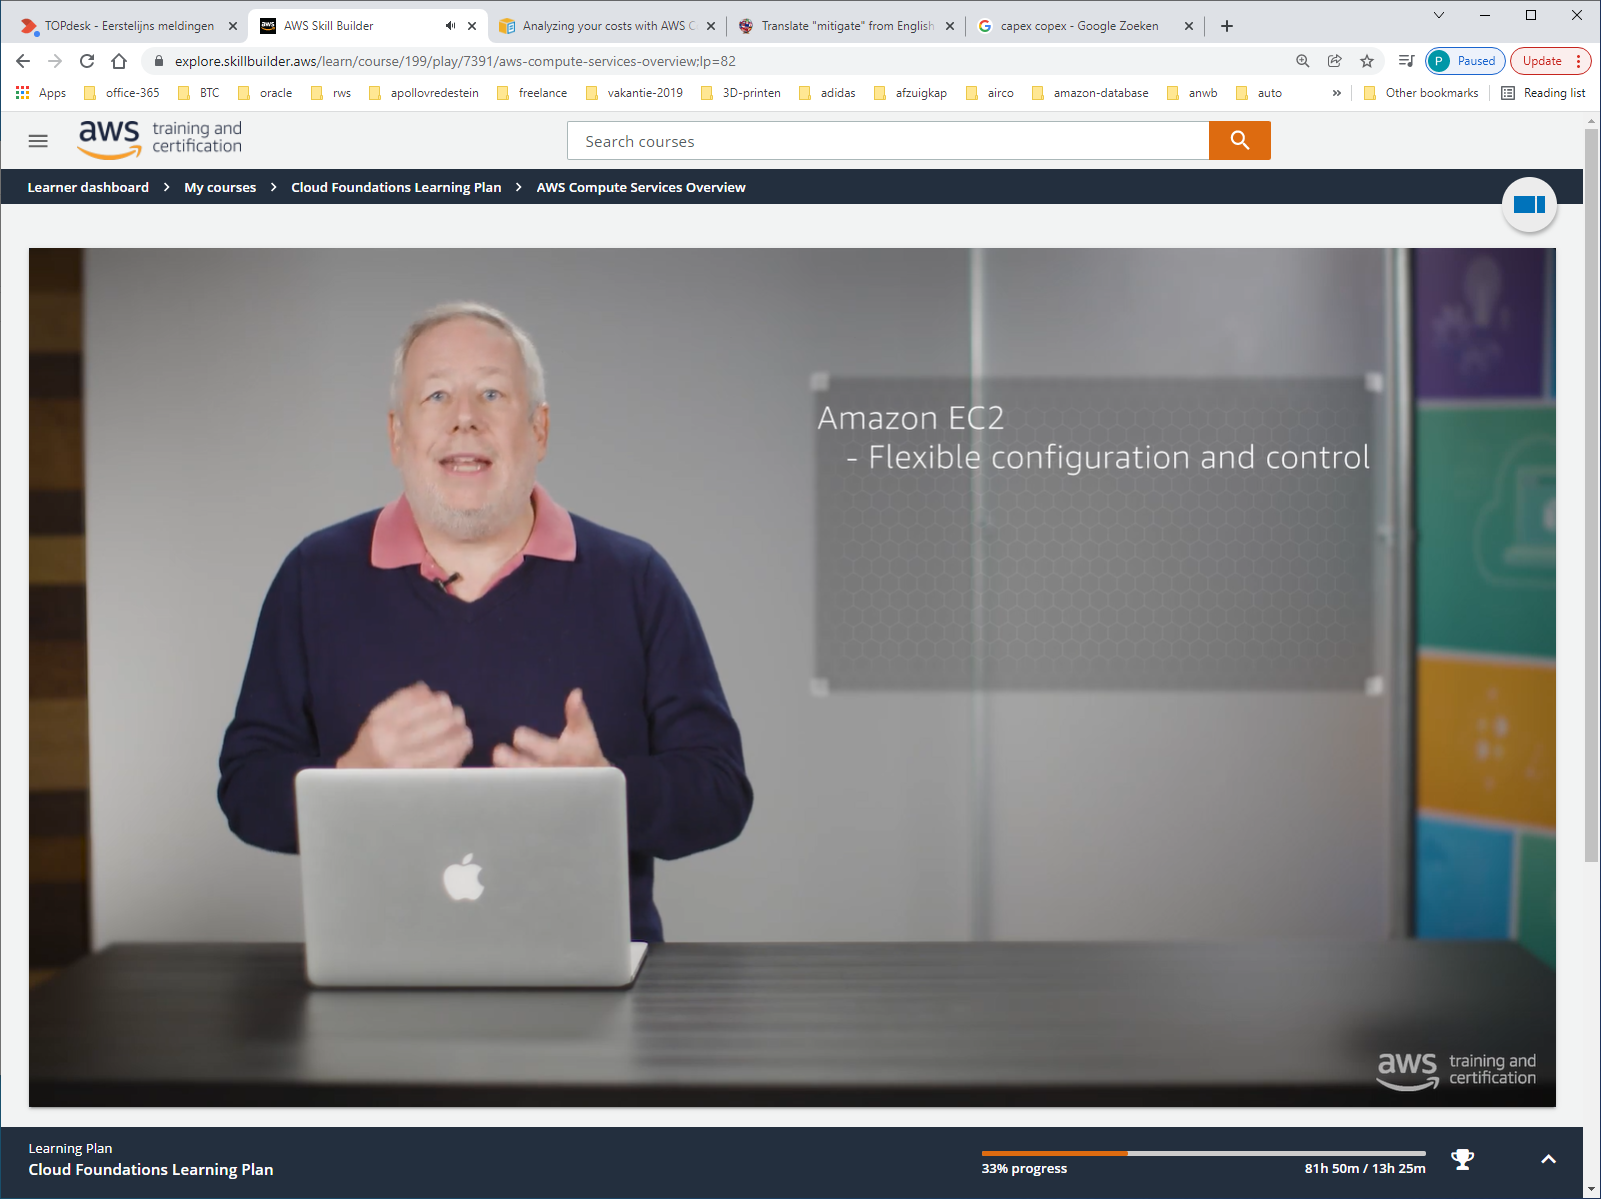 TOPdesk - Eerstelijns meldingen
AWS Skill Builder
Analyzing your costs with AWS C
Translate "mitigate" from English
capex copex - Google Zoeken
explore.skillbuilder.aws/learn/course/199/play/7391/aws-compute-services-overview;lp=82
P Paused
Update
Apps
office-365
BTC
oracle
rws
apollovredestein
freelance
vakantie-2019
3D-printen
adidas
afzuigkap
airco
amazon-database
anwb
auto
»
Other bookmarks
Reading list
aws training and
certification
Search courses
Learner dashboard > My courses > Cloud Foundations Learning Plan > AWS Compute Services Overview
Amazon EC2
- Flexible configuration and control
aws training and
certification
Learning Plan
Cloud Foundations Learning Plan
33% progress
81h 50m / 13h 25m